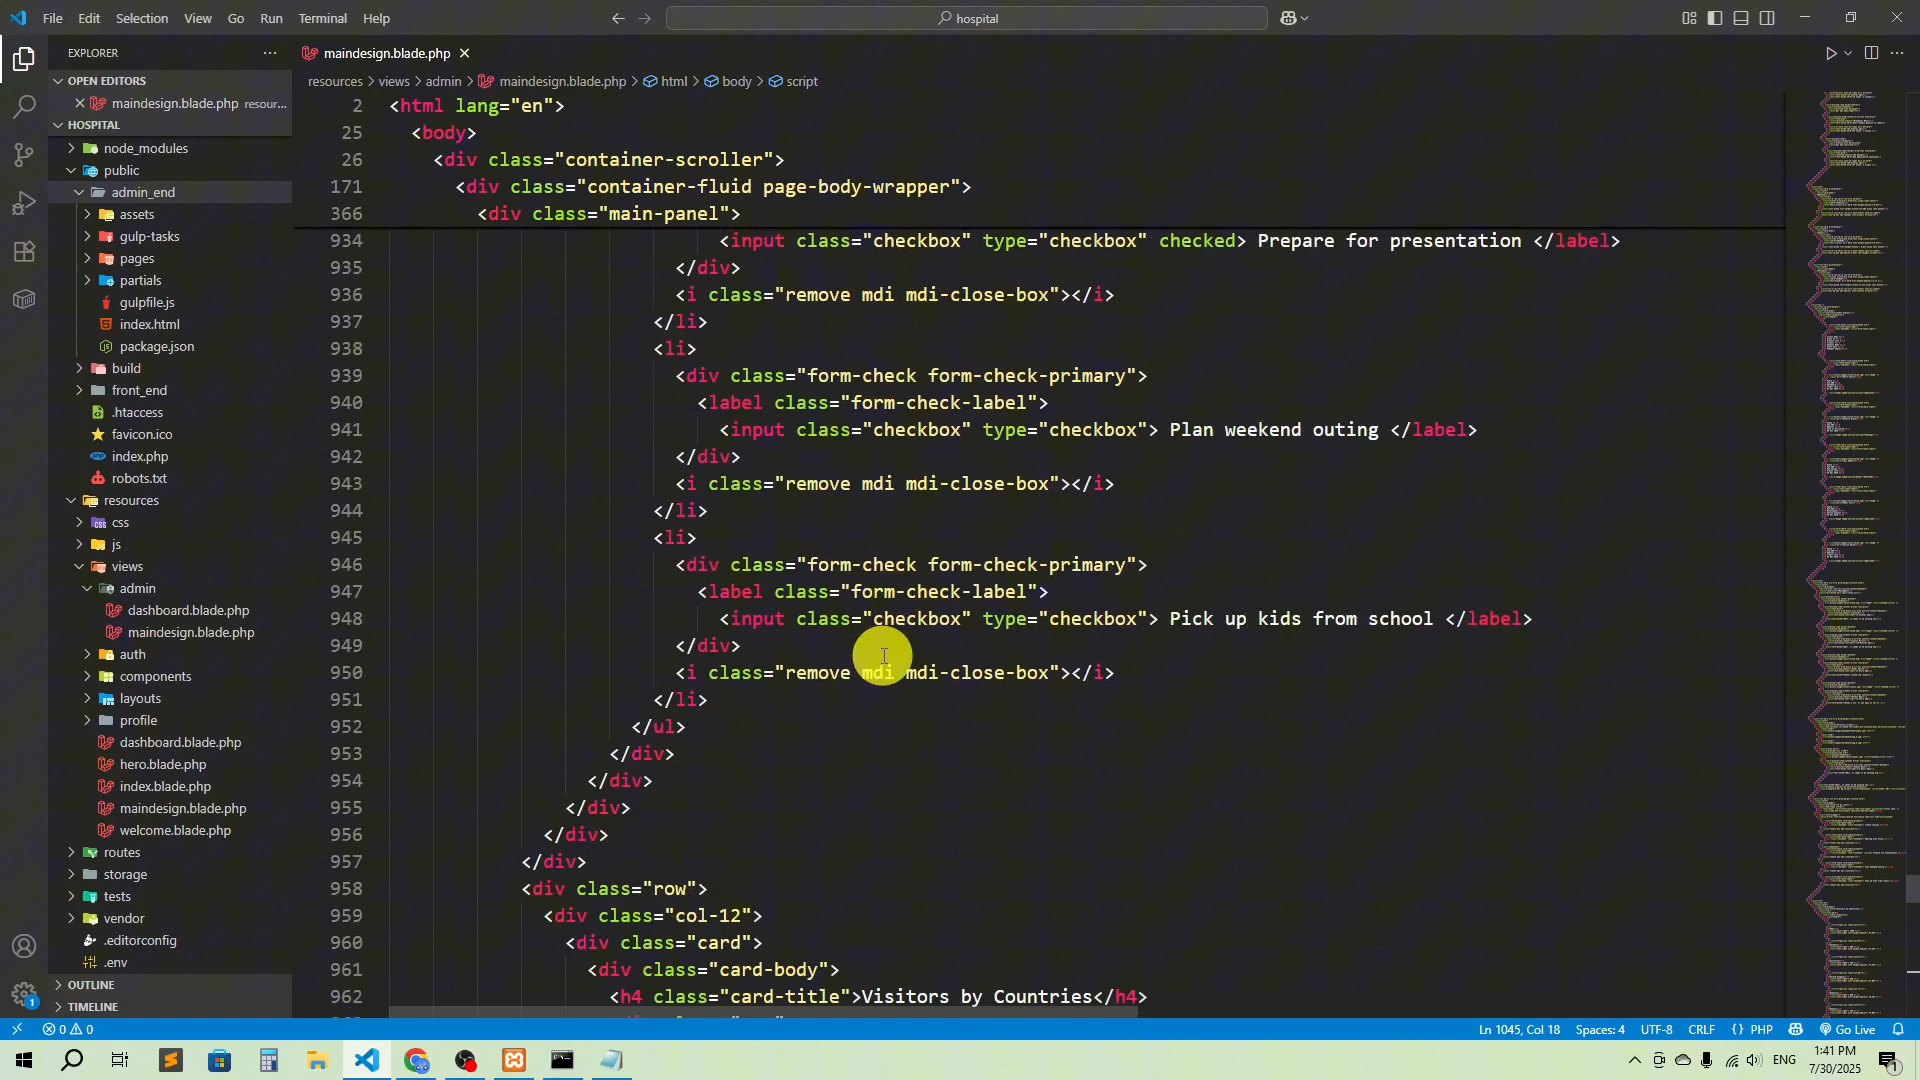 File Edit Selection View Go Run Terminal Help
hospital
EXPLORER
OPEN EDITORS
maindesign.blade.php resour...
HOSPITAL
node_modules
public
admin_end
assets
gulp-tasks
pages
partials
gulpfile.js
index.html
package.json
build
front_end
.htaccess
favicon.ico
index.php
robots.txt
resources
css
js
views
admin
dashboard.blade.php
maindesign.blade.php
auth
components
layouts
profile
dashboard.blade.php
hero.blade.php
index.blade.php
maindesign.blade.php
welcome.blade.php
routes
storage
tests
vendor
.editorconfig
.env
OUTLINE
TIMELINE
maindesign.blade.php
resources > views > admin > maindesign.blade.php > html > body > script
2 <html lang="en">
25 <body>
26 <div class="container-scroller">
171 <div class="container-fluid page-body-wrapper">
366 <div class="main-panel">
934 <input class="checkbox" type="checkbox" checked> Prepare for presentation </label>
935 </div>
936 <i class="remove mdi mdi-close-box"></i>
937 </li>
938 <li>
939 <div class="form-check form-check-primary">
940 <label class="form-check-label">
941 <input class="checkbox" type="checkbox"> Plan weekend outing </label>
942 </div>
943 <i class="remove mdi mdi-close-box"></i>
944 </li>
945 <li>
946 <div class="form-check form-check-primary">
947 <label class="form-check-label">
948 <input class="checkbox" type="checkbox"> Pick up kids from school </label>
949 </div>
950 <i class="remove mdi mdi-close-box"></i>
951 </li>
952 </ul>
953 </div>
954 </div>
955 </div>
956 </div>
957 </div>
958 <div class="row">
959 <div class="col-12">
960 <div class="card">
961 <div class="card-body">
962 <h4 class="card-title">Visitors by Countries</h4>
0 0
Ln 1045, Col 18 Spaces: 4 UTF-8 CRLF {} PHP Go Live
ENG
1:41 PM
7/30/2025